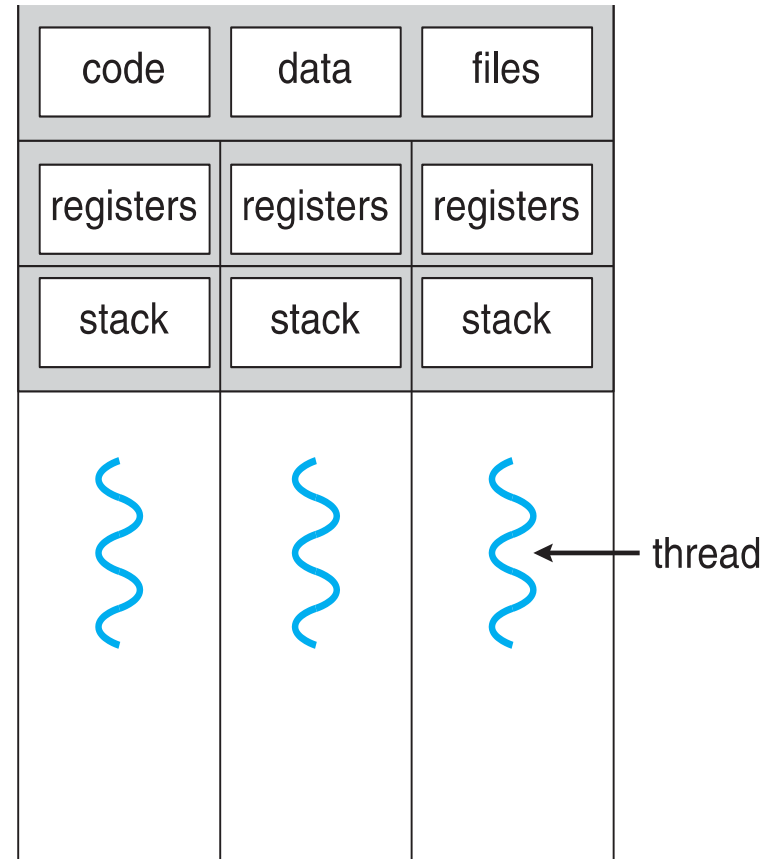 code data files
registers registers registers
stack stack stack
thread